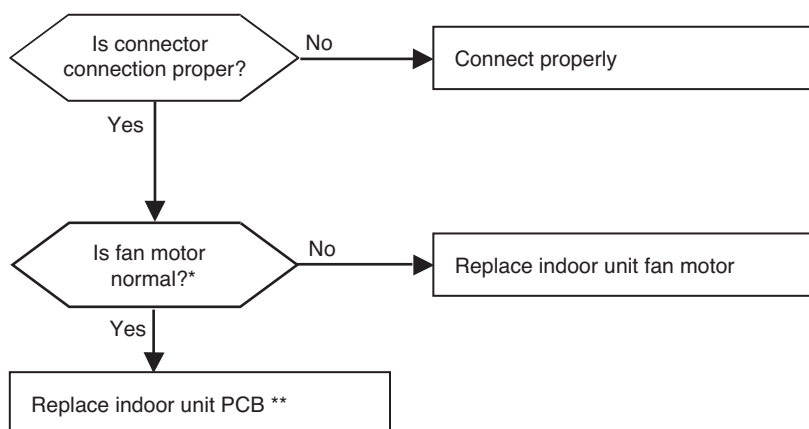 Is connector
connection proper?
No
Connect properly
Yes
Is fan motor
normal?*
No
Replace indoor unit fan motor
Yes
Replace indoor unit PCB **